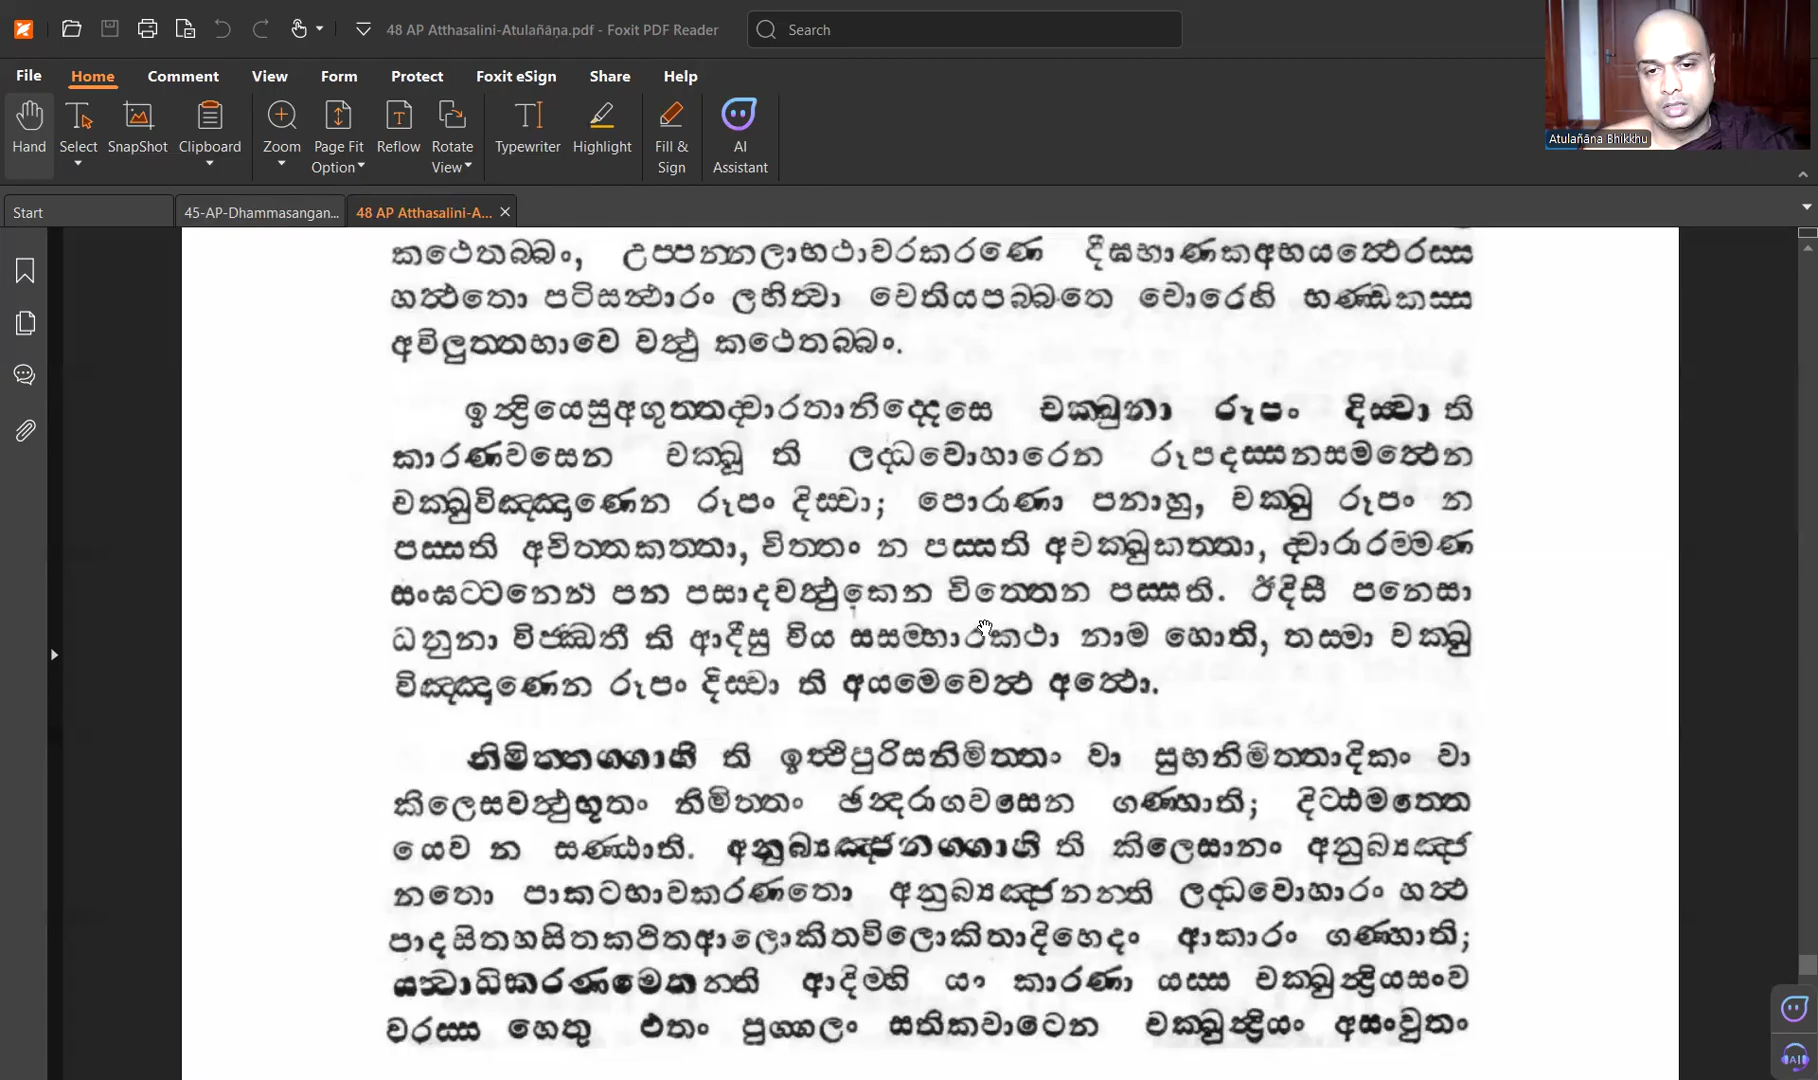 48 AP Atthasalini-Atulañāṇa.pdf - Foxit PDF Reader
Search
File Home Comment View Form Protect Foxit eSign Share Help
Hand Select SnapShot Clipboard Zoom Page Fit Option Reflow Rotate View Typewriter Highlight Fill & Sign AI Assistant
Atulañāna Bhikkhu
Start 45-AP-Dhammasangan... 48 AP Atthasalini-A...
කථෙතබ්බං, උප්පන්නලාභථාවරකරණෙ දීඝභාණකඅභයත්ථෙරස්ස
හත්ථතො පටිසන්ථාරං ලභිත්වා චෙතියපබ්බතෙ චොරෙහි භණ්ඩකස්ස
අවිලුත්තභාවෙ වත්ථු කථෙතබ්බං.
ඉන්ද්‍රියෙසුඅගුත්තද්වාරතානිද්දෙසෙ චක්ඛුනා රූපං දිස්වා ති
කාරණවසෙන චක්ඛූ ති ලද්ධවොහාරෙන රූපදස්සනසමත්ථෙන
චක්ඛුවිඤ්ඤාණෙන රූපං දිස්වා; පොරාණා පනාහු, චක්ඛු රූපං න
පස්සති අචිත්තකත්තා, චිත්තං න පස්සති අචක්ඛුකත්තා, ද්වාරාරම්මණ
සංඝට්ටනෙන පන පසාදවත්ථුකෙන චිත්තෙන පස්සති. ඊදිසී පනෙසා
ධනුනා විජ්ඣතී ති ආදීසු විය සසම්භාරකථා නාම හොති, තස්මා චක්ඛු
විඤ්ඤාණෙන රූපං දිස්වා ති අයමෙවෙත්ථ අත්ථො.
නිමිත්තග්ගාහී ති ඉත්ථිපුරිසනිමිත්තං වා සුභනිමිත්තාදිකං වා
කිලෙසවත්ථුභූතං නිමිත්තං ඡන්දරාගවසෙන ගණ්හාති; දිට්ඨමත්තෙ
යෙව න සණ්ඨාති. අනුබ්‍යඤ්ජනග්ගාහී ති කිලෙසානං අනුබ්‍යඤ්ජ
නතො පාකටභාවකරණතො අනුබ්‍යඤ්ජනන්ති ලද්ධවොහාරං හත්ථ
පාදසිතහසිතකථිතආලොකිතවිලොකිතාදිභෙදං ආකාරං ගණ්හාති;
යත්වාධිකරණමෙතන්ති ආදිම්හි යං කාරණා යස්ස චක්ඛුන්ද්‍රියසංව
වරස්ස හෙතු එතං පුග්ගලං සතිකවාටෙන චක්ඛුන්ද්‍රියං අසංවුතං